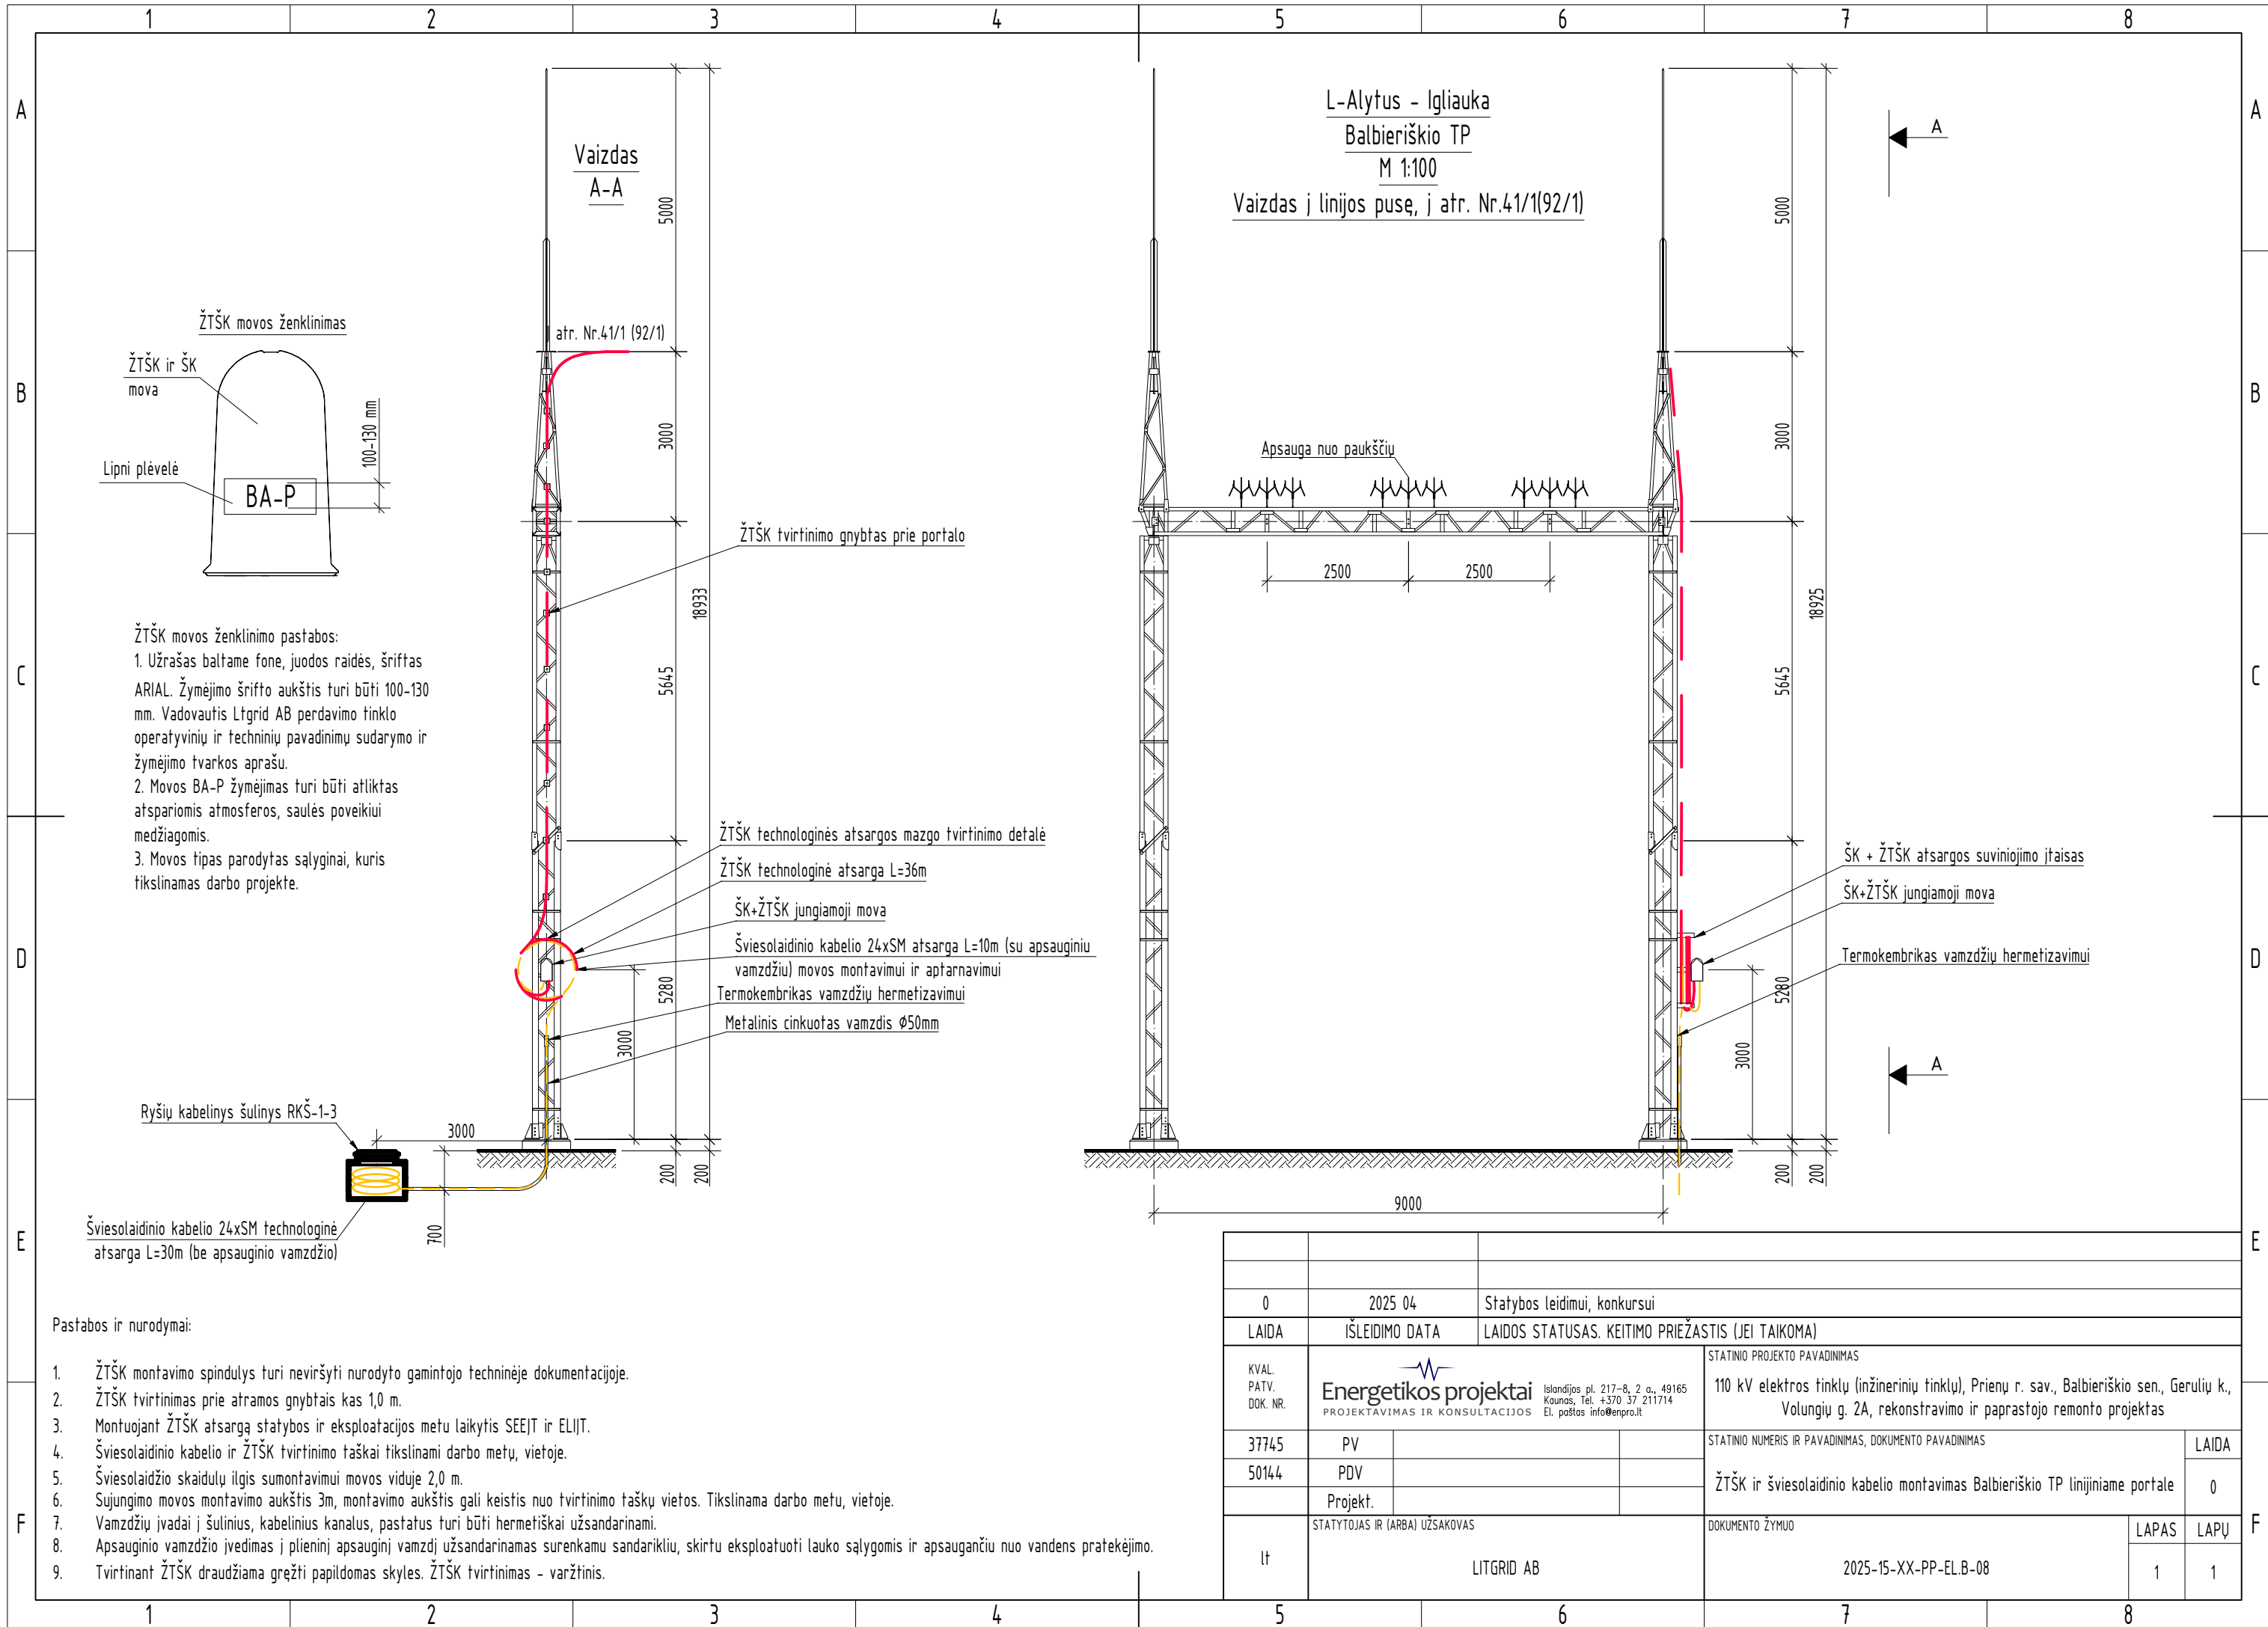 1 2 3 4 5 6 7 8
A
B
C
D
E
F
A
B
C
D
E
F
Vaizdas
A-A
L-Alytus - Igliauka
Balbieriškio TP
M 1:100
Vaizdas į linijos pusę, į atr. Nr.41/1(92/1)
A
A
ŽTŠK movos ženklinimas
ŽTŠK ir ŠK
mova
Lipni plėvelė
BA-P
100-130 mm
ŽTŠK movos ženklinimo pastabos:
1. Užrašas baltame fone, juodos raidės, šriftas
ARIAL. Žymėjimo šrifto aukštis turi būti 100-130
mm. Vadovautis Ltgrid AB perdavimo tinklo
operatyvinių ir techninių pavadinimų sudarymo ir
žymėjimo tvarkos aprašu.
2. Movos BA-P žymėjimas turi būti atliktas
atspariomis atmosferos, saulės poveikiui
medžiagomis.
3. Movos tipas parodytas sąlyginai, kuris
tikslinamas darbo projekte.
atr. Nr.41/1 (92/1)
5000
3000
5645
5280
18933
3000
200
200
3000
700
ŽTŠK tvirtinimo gnybtas prie portalo
ŽTŠK technologinės atsargos mazgo tvirtinimo detalė
ŽTŠK technologinė atsarga L=36m
ŠK+ŽTŠK jungiamoji mova
Šviesolaidinio kabelio 24xSM atsarga L=10m (su apsauginiu
vamzdžiu) movos montavimui ir aptarnavimui
Termokembrikas vamzdžių hermetizavimui
Metalinis cinkuotas vamzdis Ø50mm
Ryšių kabelinys šulinys RKŠ-1-3
Šviesolaidinio kabelio 24xSM technologinė
atsarga L=30m (be apsauginio vamzdžio)
Apsauga nuo paukščių
2500
2500
9000
5000
3000
5645
5280
18925
3000
200
200
ŠK + ŽTŠK atsargos suviniojimo įtaisas
ŠK+ŽTŠK jungiamoji mova
Termokembrikas vamzdžių hermetizavimui
Pastabos ir nurodymai:
1. ŽTŠK montavimo spindulys turi neviršyti nurodyto gamintojo techninėje dokumentacijoje.
2. ŽTŠK tvirtinimas prie atramos gnybtais kas 1,0 m.
3. Montuojant ŽTŠK atsargą statybos ir eksploatacijos metu laikytis SEEĮT ir ELIĮT.
4. Šviesolaidinio kabelio ir ŽTŠK tvirtinimo taškai tikslinami darbo metų, vietoje.
5. Šviesolaidžio skaidulų ilgis sumontavimui movos viduje 2,0 m.
6. Sujungimo movos montavimo aukštis 3m, montavimo aukštis gali keistis nuo tvirtinimo taškų vietos. Tikslinama darbo metu, vietoje.
7. Vamzdžių įvadai į šulinius, kabelinius kanalus, pastatus turi būti hermetiškai užsandarinami.
8. Apsauginio vamzdžio įvedimas į plieninį apsauginį vamzdį užsandarinamas surenkamu sandarikliu, skirtu eksploatuoti lauko sąlygomis ir apsaugančiu nuo vandens pratekėjimo.
9. Tvirtinant ŽTŠK draudžiama gręžti papildomas skyles. ŽTŠK tvirtinimas - varžtinis.
0 2025 04 Statybos leidimui, konkursui
LAIDA IŠLEIDIMO DATA LAIDOS STATUSAS. KEITIMO PRIEŽASTIS (JEI TAIKOMA)
KVAL.
PATV.
DOK. NR.
Energetikos projektai
PROJEKTAVIMAS IR KONSULTACIJOS
Islandijos pl. 217-8, 2 a., 49165
Kaunas, Tel. +370 37 211714
El. paštas info@enpro.lt
STATINIO PROJEKTO PAVADINIMAS
110 kV elektros tinklų (inžinerinių tinklų), Prienų r. sav., Balbieriškio sen., Gerulių k.,
Volungių g. 2A, rekonstravimo ir paprastojo remonto projektas
37745 PV
50144 PDV
Projekt.
STATINIO NUMERIS IR PAVADINIMAS, DOKUMENTO PAVADINIMAS
LAIDA
ŽTŠK ir šviesolaidinio kabelio montavimas Balbieriškio TP linijiniame portale
0
lt
STATYTOJAS IR (ARBA) UŽSAKOVAS
LITGRID AB
DOKUMENTO ŽYMUO
2025-15-XX-PP-EL.B-08
LAPAS LAPŲ
1 1
1 2 3 4 5 6 7 8